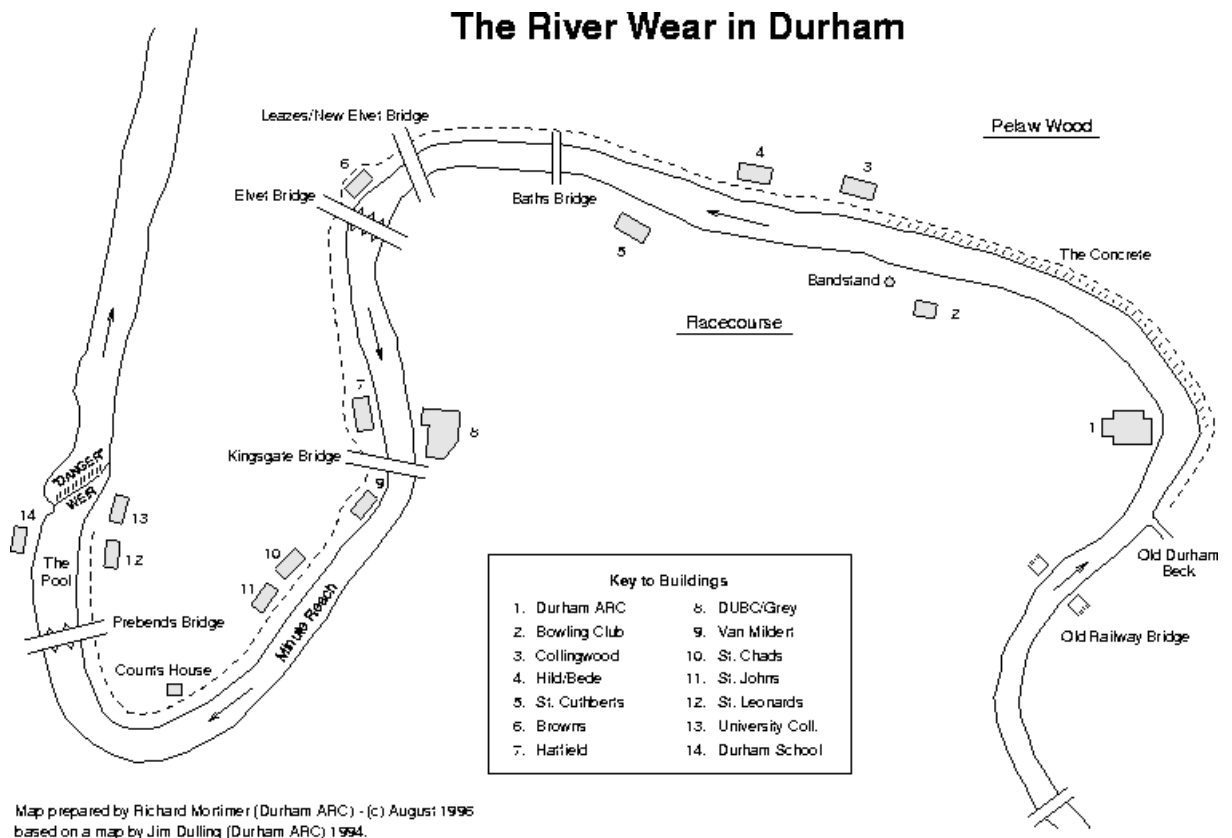 The River Wear in Durham
Leazes/New Elvet Bridge
Pelaw Wood
6
4
3
Elvet Bridge
Baths Bridge
5
The Concrete
Bandstand
2
Racecourse
7
8
1
Kingsgate Bridge
"DANGER"
WEIR
9
14
13
12
The
Pool
10
11
Minute Reach
Old Durham
Beck
Prebends Bridge
Old Railway Bridge
Counts House
Key to Buildings
1. Durham ARC
2. Bowling Club
3. Collingwood
4. Hild/Bede
5. St. Cuthberts
6. Browns
7. Hatfield
8. DUBC/Grey
9. Van Mildert
10. St. Chads
11. St. Johns
12. St. Leonards
13. University Coll.
14. Durham School
Map prepared by Richard Mortimer (Durham ARC) - (c) August 1996
based on a map by Jim Dulling (Durham ARC) 1994.